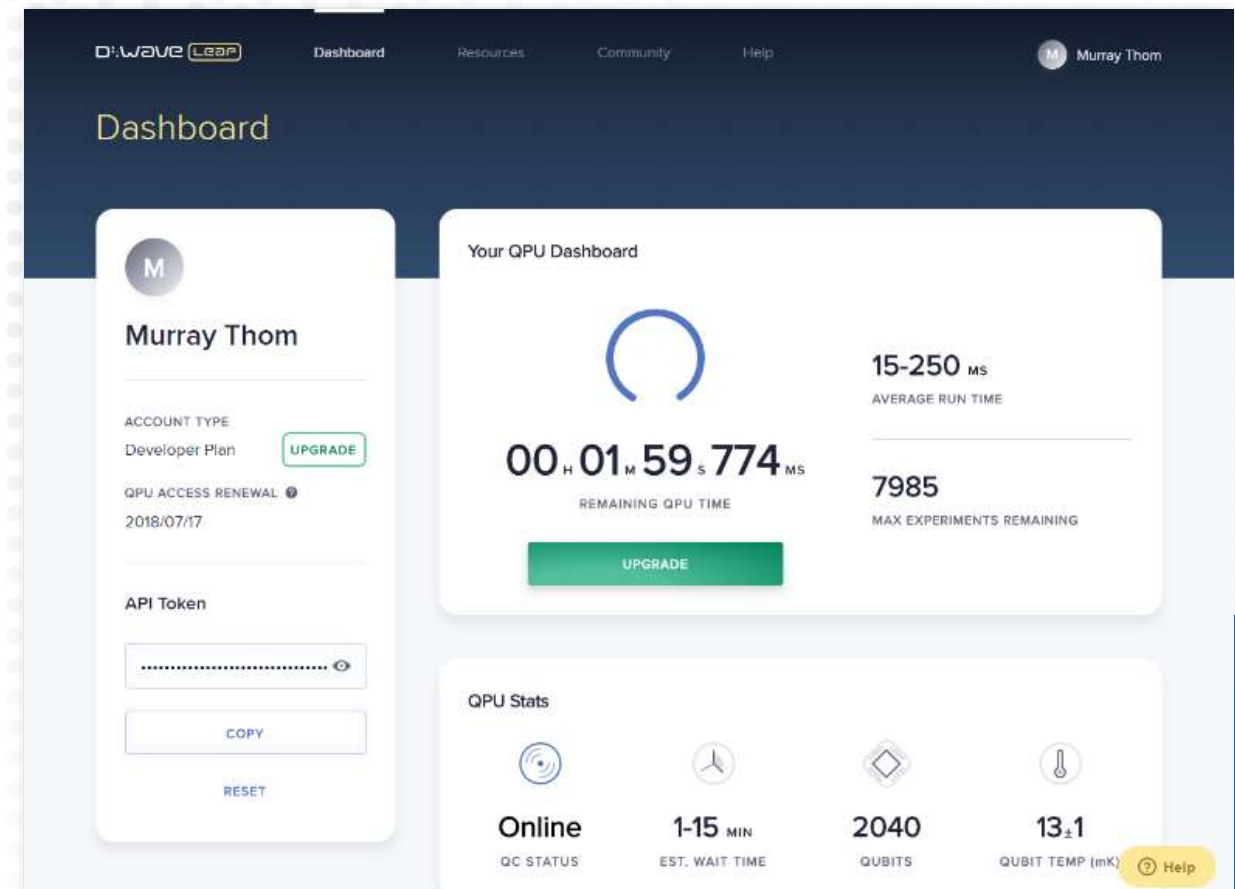 D:WAVE Leap Dashboard Resources Community Help M Murray Thom
Dashboard
M
Murray Thom
ACCOUNT TYPE
Developer Plan UPGRADE
QPU ACCESS RENEWAL ?
2018/07/17
API Token
................................
COPY
RESET
Your QPU Dashboard
00 H 01 M 59 S 774 MS
REMAINING QPU TIME
UPGRADE
15-250 MS
AVERAGE RUN TIME
7985
MAX EXPERIMENTS REMAINING
QPU Stats
Online 1-15 MIN 2040 13±1
QC STATUS EST. WAIT TIME QUBITS QUBIT TEMP (mK)
? Help